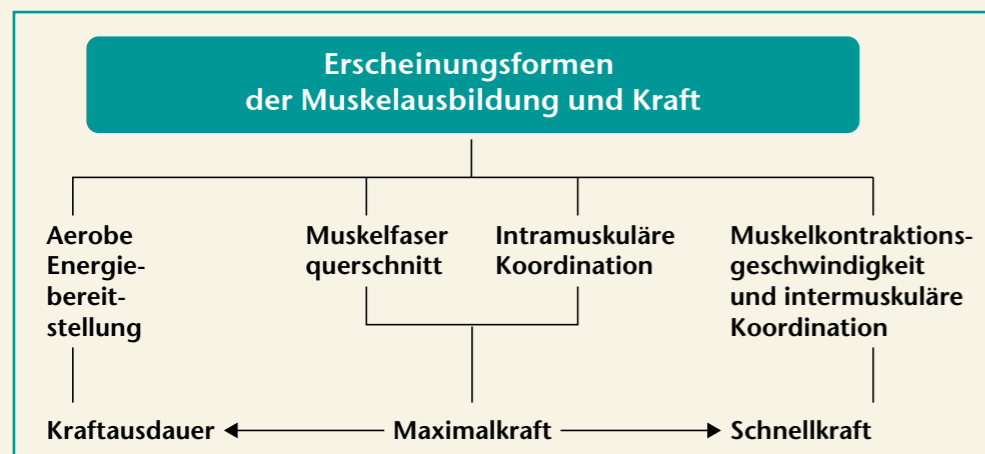 Erscheinungsformen
der Muskelausbildung und Kraft
Aerobe
Energie-
bereit-
stellung
Muskelfaser
querschnitt
Intramuskuläre
Koordination
Muskelkontraktions-
geschwindigkeit
und intermuskuläre
Koordination
Kraftausdauer
Maximalkraft
Schnellkraft